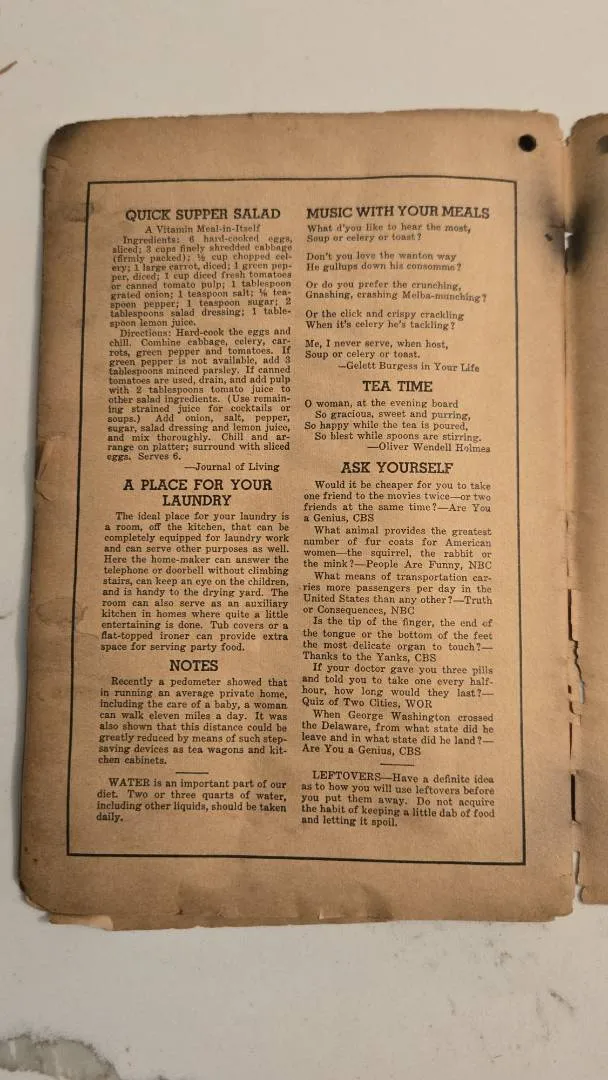 QUICK SUPPER SALAD
A Vitamin Meal-in-Itself
Ingredients: 6 hard-cooked eggs,
sliced; 3 cups finely shredded cabbage
(firmly packed); ½ cup chopped cel-
ery; 1 large carrot, diced; 1 green pep-
per, diced; 1 cup diced fresh tomatoes
or canned tomato pulp; 1 tablespoon
grated onion; 1 teaspoon salt; ⅛ tea-
spoon pepper; 1 teaspoon sugar; 2
tablespoons salad dressing; 1 table-
spoon lemon juice.
Directions: Hard-cook the eggs and
chill. Combine cabbage, celery, car-
rots, green pepper and tomatoes. If
green pepper is not available, add 3
tablespoons minced parsley. If canned
tomatoes are used, drain, and add pulp
with 2 tablespoons tomato juice to
other salad ingredients. (Use remain-
ing strained juice for cocktails or
soups.) Add onion, salt, pepper,
sugar, salad dressing and lemon juice,
and mix thoroughly. Chill and ar-
range on platter; surround with sliced
eggs. Serves 6.
—Journal of Living
A PLACE FOR YOUR
LAUNDRY
The ideal place for your laundry is
a room, off the kitchen, that can be
completely equipped for laundry work
and can serve other purposes as well.
Here the home-maker can answer the
telephone or doorbell without climbing
stairs, can keep an eye on the children,
and is handy to the drying yard. The
room can also serve as an auxiliary
kitchen in homes where quite a little
entertaining is done. Tub covers or a
flat-topped ironer can provide extra
space for serving party food.
NOTES
Recently a pedometer showed that
in running an average private home,
including the care of a baby, a woman
can walk eleven miles a day. It was
also shown that this distance could be
greatly reduced by means of such step-
saving devices as tea wagons and kit-
chen cabinets.
WATER is an important part of our
diet. Two or three quarts of water,
including other liquids, should be taken
daily.
MUSIC WITH YOUR MEALS
What d'you like to hear the most,
Soup or celery or toast?
Don't you love the wanton way
He gullups down his consomme?
Or do you prefer the crunching,
Gnashing, crashing Melba-munching?
Or the click and crispy crackling
When it's celery he's tackling?
Me, I never serve, when host,
Soup or celery or toast.
—Gelett Burgess in Your Life
TEA TIME
O woman, at the evening board
So gracious, sweet and purring,
So happy while the tea is poured,
So blest while spoons are stirring.
—Oliver Wendell Holmes
ASK YOURSELF
Would it be cheaper for you to take
one friend to the movies twice—or two
friends at the same time?—Are You
a Genius, CBS
What animal provides the greatest
number of fur coats for American
women—the squirrel, the rabbit or
the mink?—People Are Funny, NBC
What means of transportation car-
ries more passengers per day in the
United States than any other?—Truth
or Consequences, NBC
Is the tip of the finger, the end of
the tongue or the bottom of the feet
the most delicate organ to touch?—
Thanks to the Yanks, CBS
If your doctor gave you three pills
and told you to take one every half-
hour, how long would they last?—
Quiz of Two Cities, WOR
When George Washington crossed
the Delaware, from what state did he
leave and in what state did he land?—
Are You a Genius, CBS
LEFTOVERS—Have a definite idea
as to how you will use leftovers before
you put them away. Do not acquire
the habit of keeping a little dab of food
and letting it spoil.